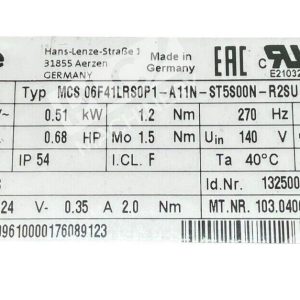 e Hans-Lenze-Straße 1
31855 Aerzen
GERMANY
Made in
Germany
EAC
c RU
E21032
Typ MCS 06F41LRS0P1-A11N-ST5S00N-R2SU
V~ 0.51 kW 1.2 Nm 270 Hz
0.68 HP Mo 1.5 Nm Uin 140 V
IP 54 I.CL F Ta 40°C
Id.Nr. 132500
24 V- 0.35 A 2.0 Nm MT.NR. 103.0400
09610000176089123